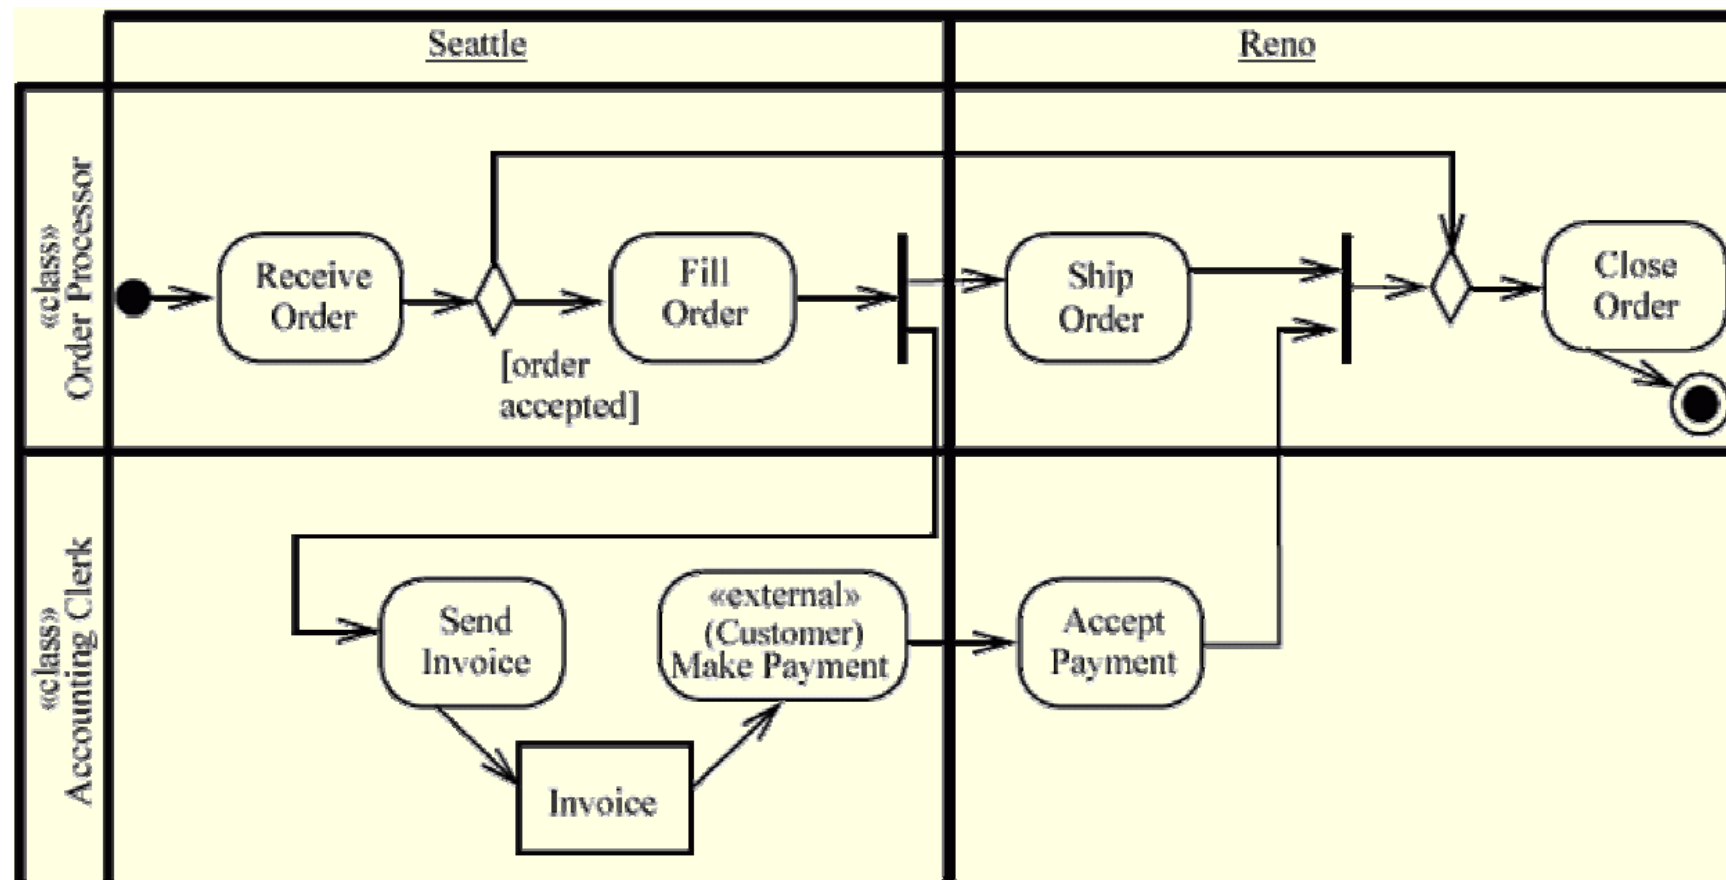 Seattle
Reno
«class»
Order Processor
Receive
Order
Fill
Order
[order
accepted]
Ship
Order
Close
Order
«class»
Accounting Clerk
Send
Invoice
«external»
(Customer)
Make Payment
Accept
Payment
Invoice